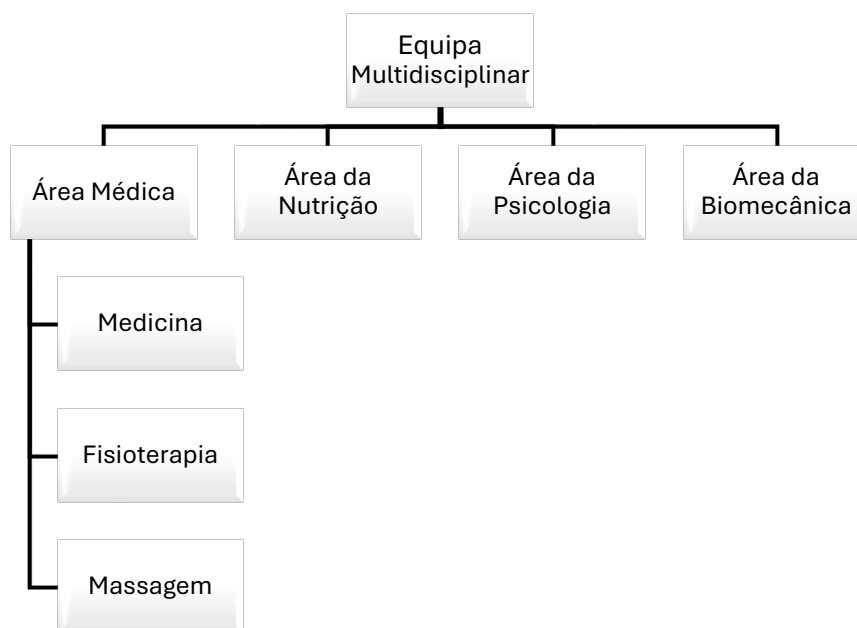 Equipa
Multidisciplinar
Área Médica
Área da
Nutrição
Área da
Psicologia
Área da
Biomecânica
Medicina
Fisioterapia
Massagem